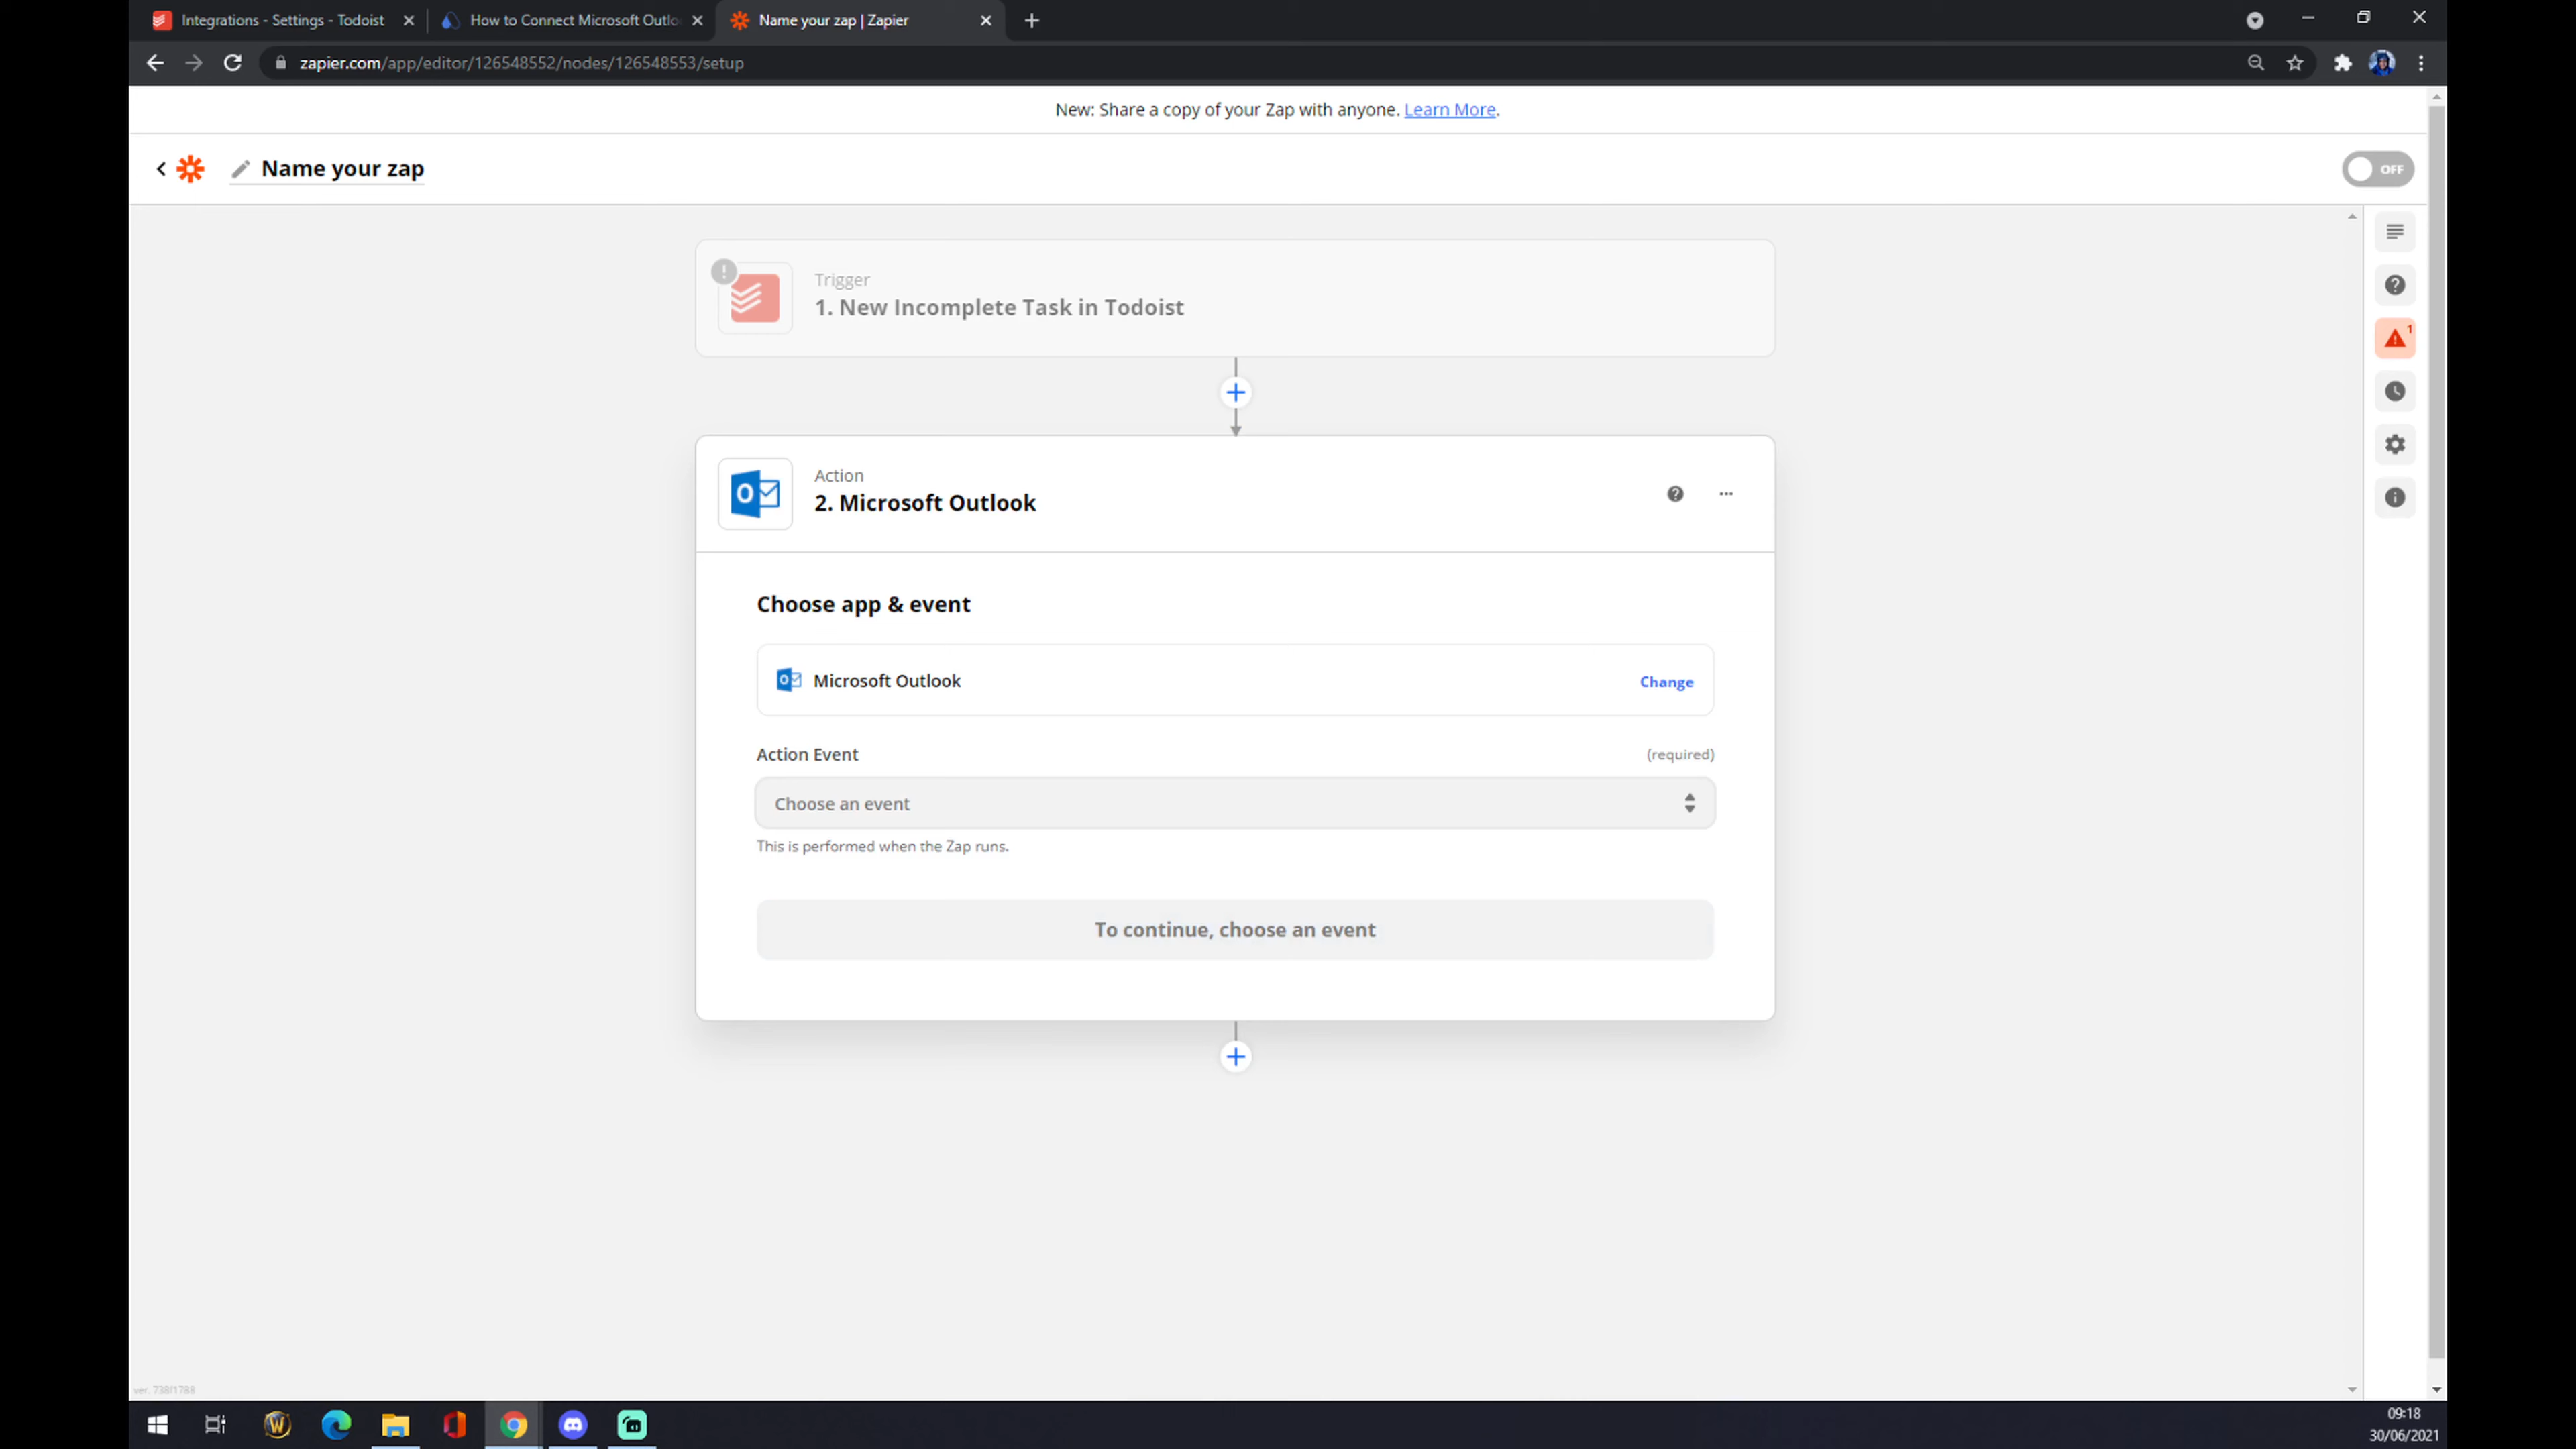 Integrations - Settings - Todoist
How to Connect Microsoft Outlo
Name your zap | Zapier
zapier.com/app/editor/126548552/nodes/126548553/setup
New: Share a copy of your Zap with anyone. Learn More.
Name your zap
OFF
Trigger
1. New Incomplete Task in Todoist
1
Action
2. Microsoft Outlook
Choose app & event
Microsoft Outlook
Change
Action Event
(required)
Choose an event
This is performed when the Zap runs.
To continue, choose an event
09:18
30/06/2021